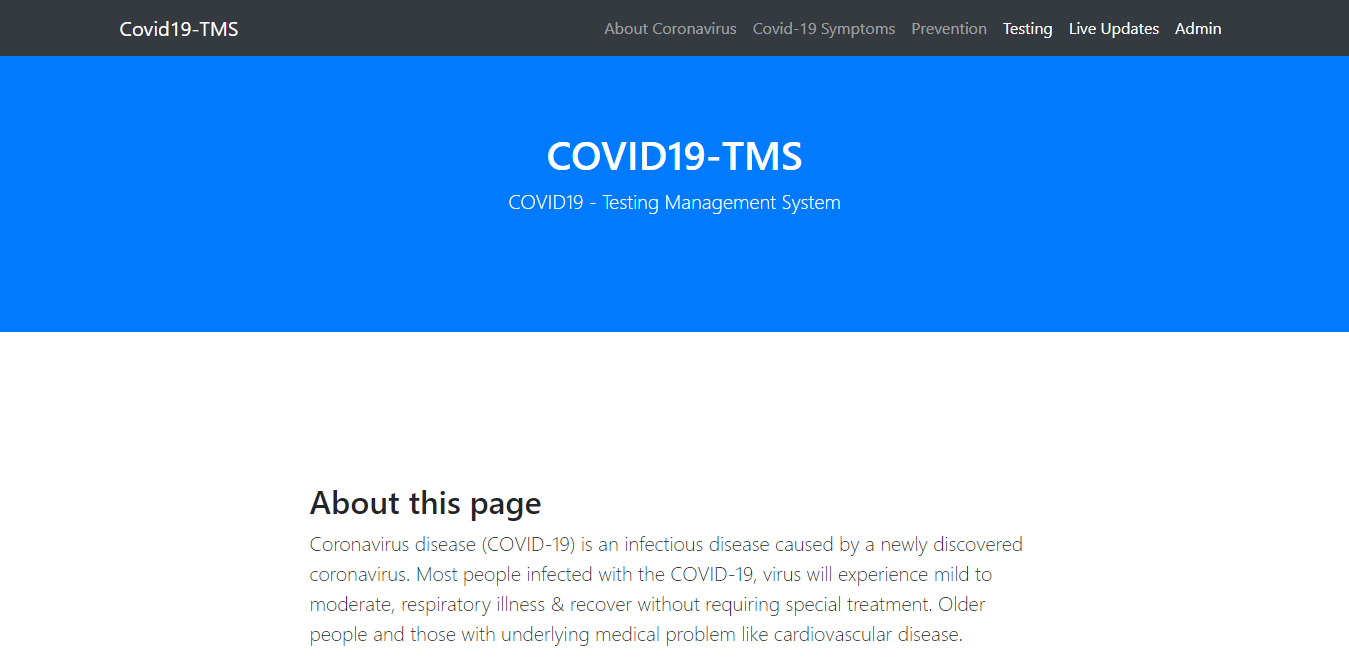 Covid19-TMS
About Coronavirus Covid-19 Symptoms Prevention Testing Live Updates Admin
COVID19-TMS
COVID19 - Testing Management System
About this page
Coronavirus disease (COVID-19) is an infectious disease caused by a newly discovered
coronavirus. Most people infected with the COVID-19, virus will experience mild to
moderate, respiratory illness & recover without requiring special treatment. Older
people and those with underlying medical problem like cardiovascular disease.